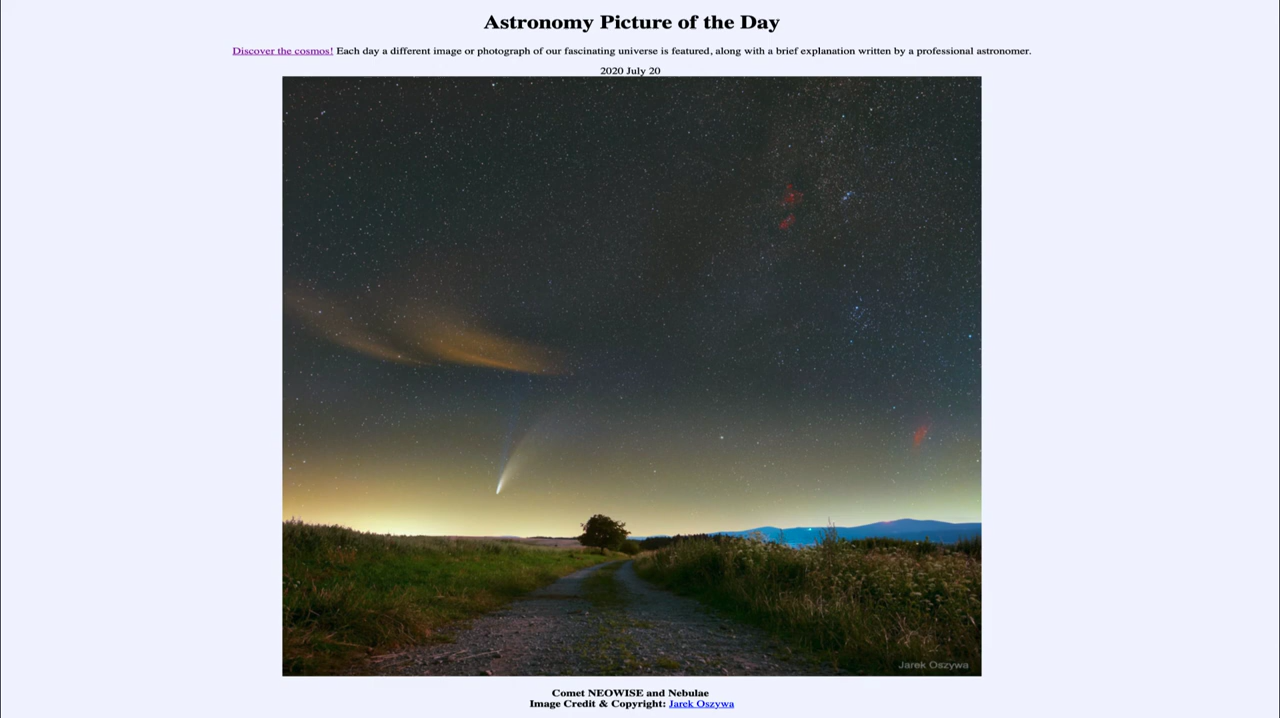 Astronomy Picture of the Day
Discover the cosmos! Each day a different image or photograph of our fascinating universe is featured, along with a brief explanation written by a professional astronomer.
2020 July 20
Jarek Oszywa
Comet NEOWISE and Nebulae
Image Credit & Copyright: Jarek Oszywa